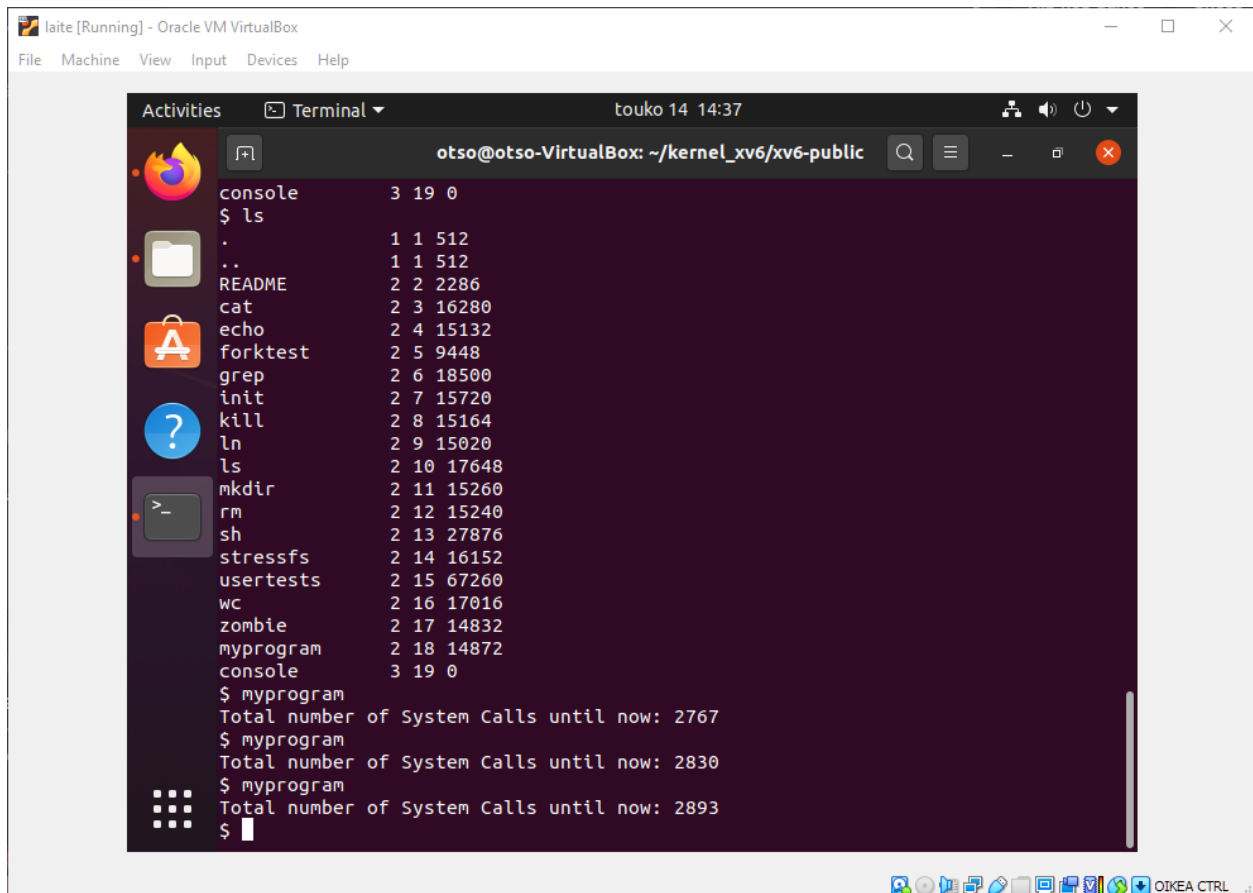 laite [Running] - Oracle VM VirtualBox
File Machine View Input Devices Help
Activities Terminal touko 14 14:37
otso@otso-VirtualBox: ~/kernel_xv6/xv6-public
console 3 19 0
$ ls
. 1 1 512
.. 1 1 512
README 2 2 2286
cat 2 3 16280
echo 2 4 15132
forktest 2 5 9448
grep 2 6 18500
init 2 7 15720
kill 2 8 15164
ln 2 9 15020
ls 2 10 17648
mkdir 2 11 15260
rm 2 12 15240
sh 2 13 27876
stressfs 2 14 16152
usertests 2 15 67260
wc 2 16 17016
zombie 2 17 14832
myprogram 2 18 14872
console 3 19 0
$ myprogram
Total number of System Calls until now: 2767
$ myprogram
Total number of System Calls until now: 2830
$ myprogram
Total number of System Calls until now: 2893
$
OIKEA CTRL